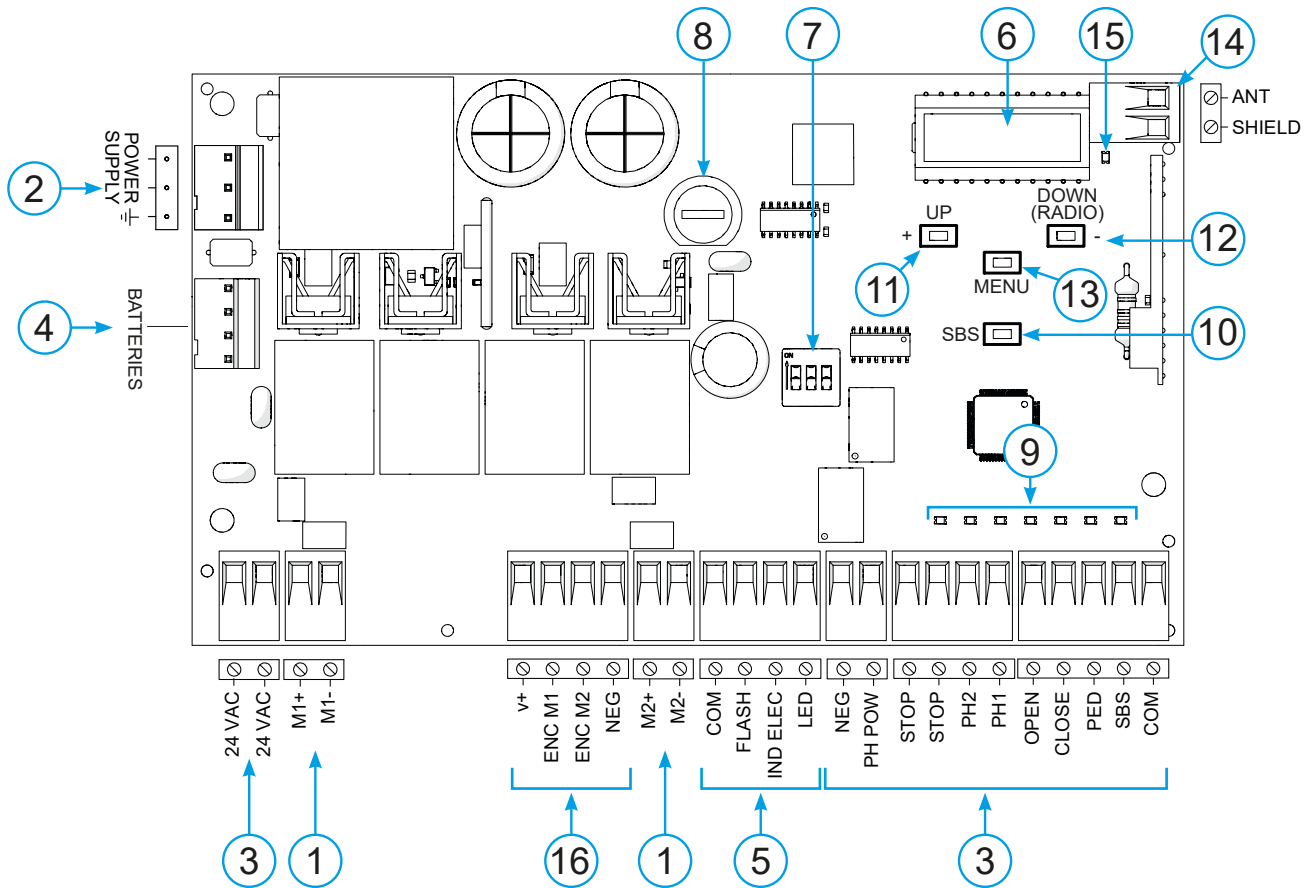 8
7
6
15
14
ANT
SHIELD
POWER
SUPPLY
2
UP
+
DOWN
(RADIO)
-
12
11
MENU
13
4
BATTERIES
SBS
10
ON
9
24 VAC
24 VAC
M1+
M1-
v+
ENC M1
ENC M2
NEG
M2+
M2-
COM
FLASH
IND ELEC
LED
NEG
PH POW
STOP
STOP
PH2
PH1
OPEN
CLOSE
PED
SBS
COM
3
1
16
1
5
3